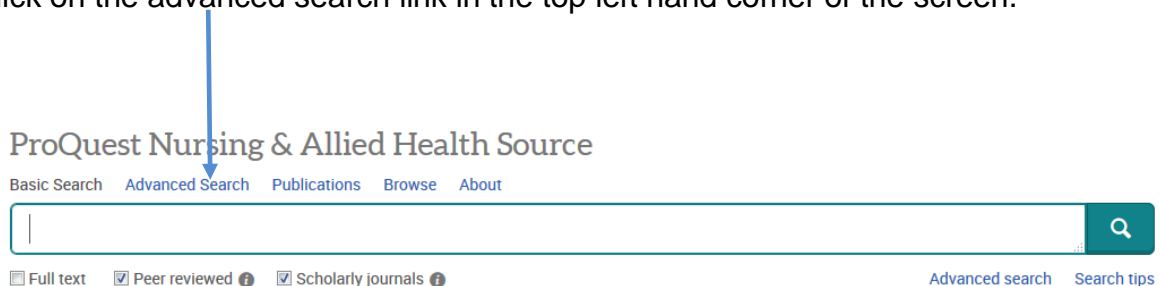 ick on the advanced search link in the top left hand corner of the screen.
ProQuest Nursing & Allied Health Source
Basic Search Advanced Search Publications Browse About
Full text Peer reviewed Scholarly journals Advanced search Search tips